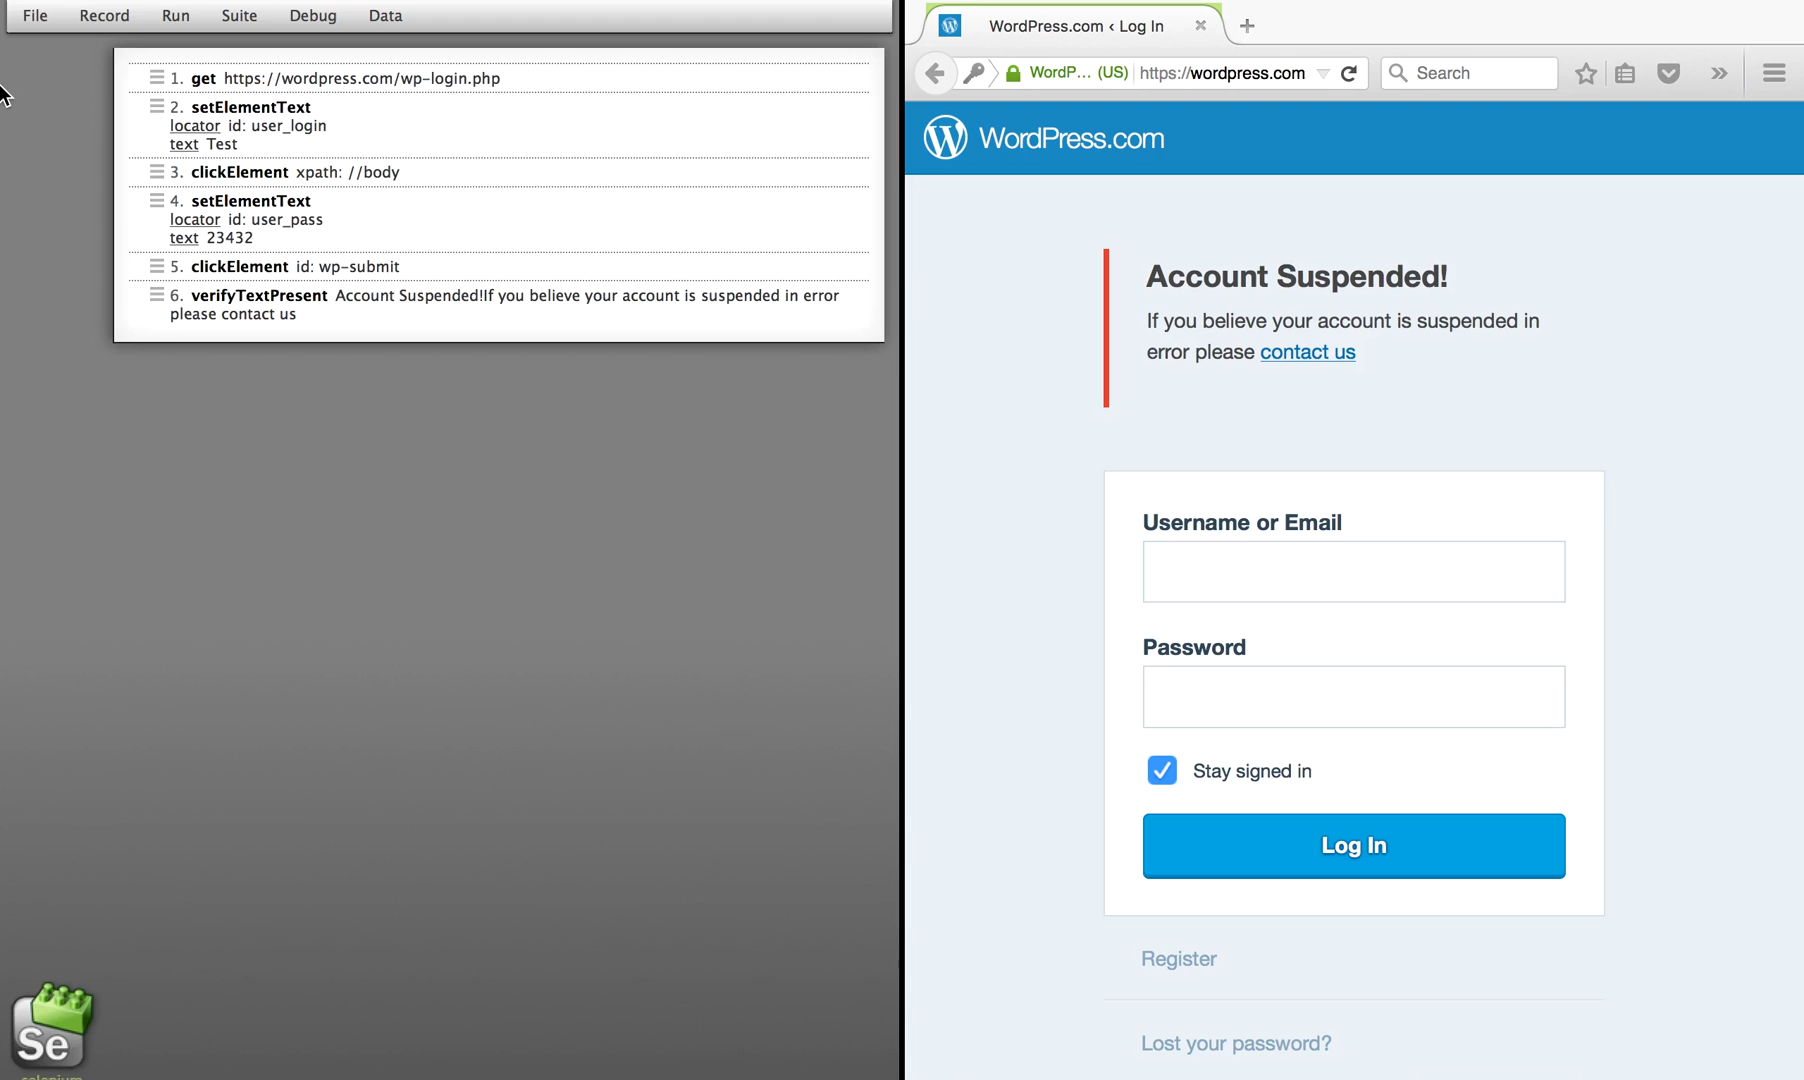 File Record Run Suite Debug Data
1. get https://wordpress.com/wp-login.php
2. setElementText
locator id: user_login
text Test
3. clickElement xpath: //body
4. setElementText
locator id: user_pass
text 23432
5. clickElement id: wp-submit
6. verifyTextPresent Account Suspended!If you believe your account is suspended in error
please contact us
Se
selenium
WordPress.com ‹ Log In
WordP... (US) https://wordpress.com Search
WordPress.com
Account Suspended!
If you believe your account is suspended in
error please contact us
Username or Email
Password
Stay signed in
Log In
Register
Lost your password?